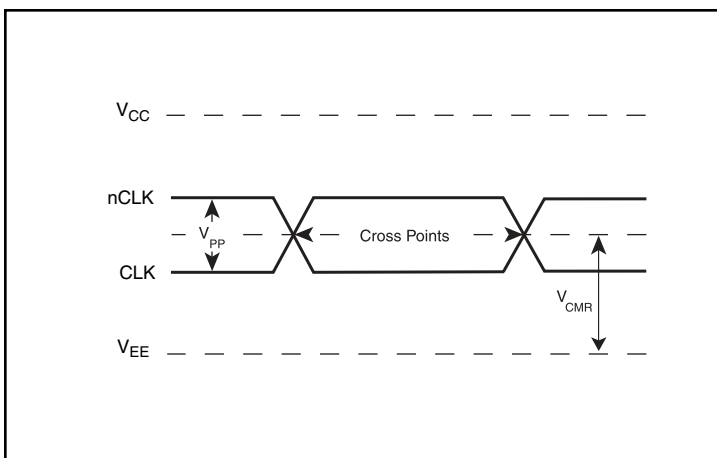 VCC
nCLK
VPP
Cross Points
CLK
VCMR
VEE